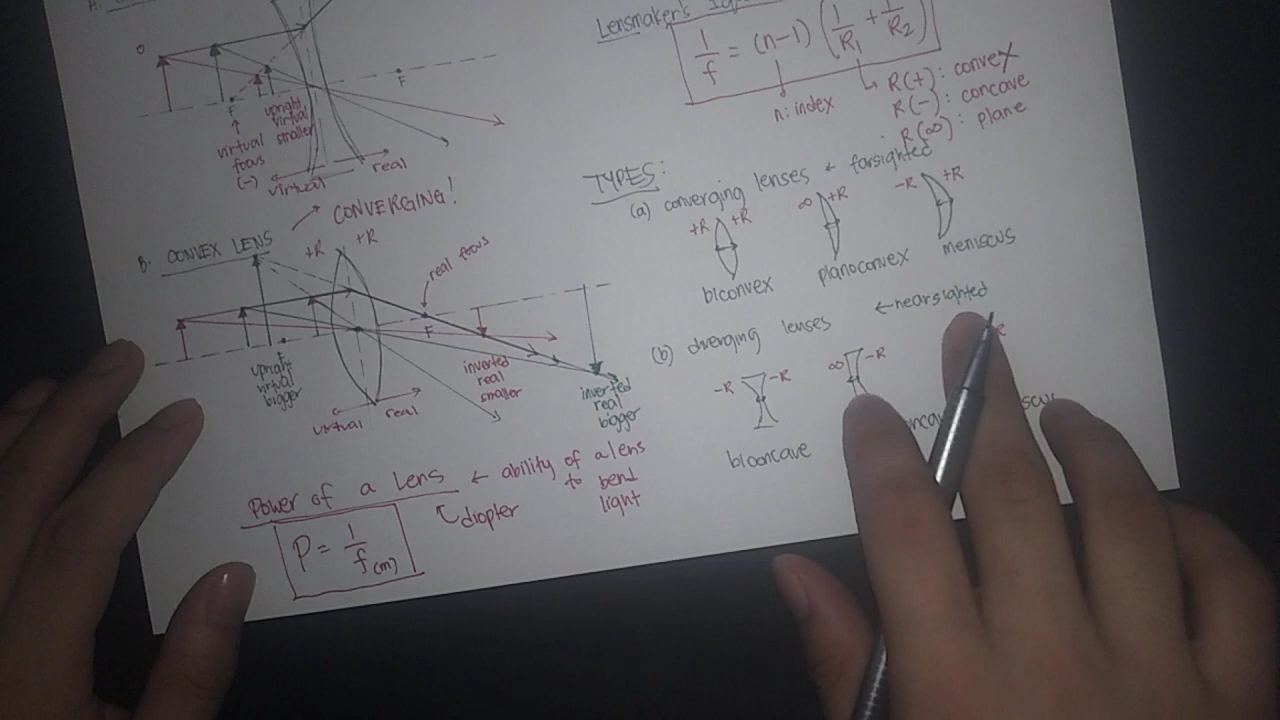 A.
O
F
F
upright
virtual
smaller
virtual
focus
(-)
virtual
real
CONVERGING!
B. CONVEX LENS
+R
+R
real focus
F
F
upright
virtual
bigger
virtual
real
inverted
real
smaller
inverted
real
bigger
Power of a Lens ← ability of a lens
to bend
light
diopter
P = 1/f(m)
Lensmaker's
1/f = (n-1) (1/R1 + 1/R2)
n: index
R(+): convex
R(-): concave
R(∞): plane
TYPES:
(a) converging lenses ← farsighted
+R +R
∞ +R
-R +R
biconvex
planoconvex
meniscus
(b) diverging lenses ← nearsighted
-R -R
∞ -R
R
biconcave